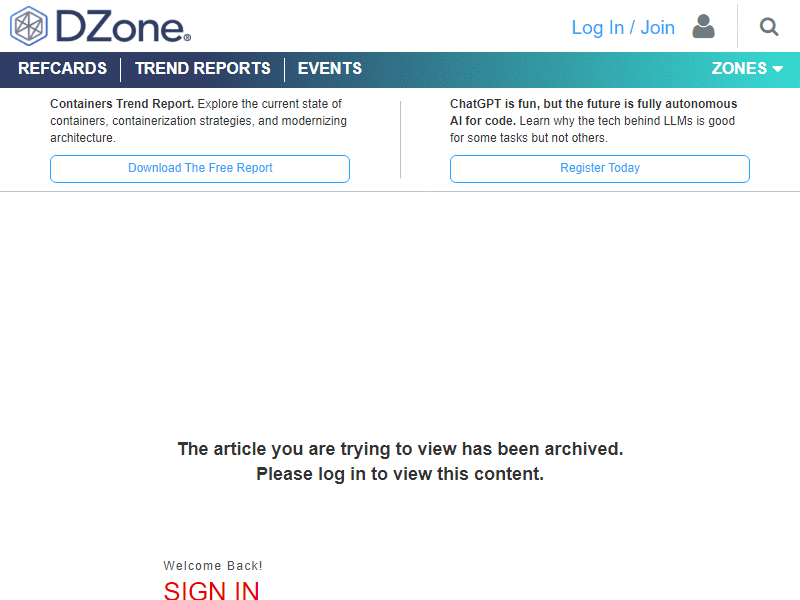 DZone®
Log In / Join
REFCARDS
TREND REPORTS
EVENTS
ZONES
Containers Trend Report. Explore the current state of
containers, containerization strategies, and modernizing
architecture.
Download The Free Report
ChatGPT is fun, but the future is fully autonomous
AI for code. Learn why the tech behind LLMs is good
for some tasks but not others.
Register Today
The article you are trying to view has been archived.
Please log in to view this content.
Welcome Back!
SIGN IN